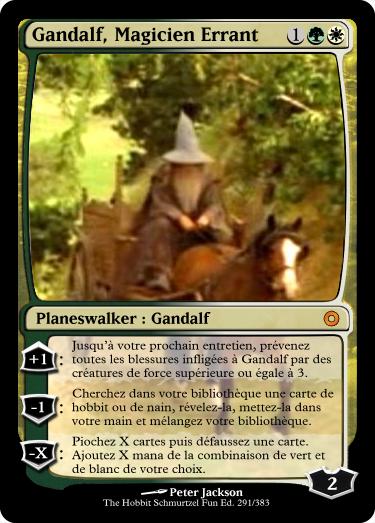 Gandalf, Magicien Errant 1
Planeswalker : Gandalf
+1: Jusqu'à votre prochain entretien, prévenez
toutes les blessures infligées à Gandalf par des
créatures de force supérieure ou égale à 3.
-1: Cherchez dans votre bibliothèque une carte de
hobbit ou de nain, révelez-la, mettez-la dans
votre main et mélangez votre bibliothèque.
-X: Piochez X cartes puis défaussez une carte.
Ajoutez X mana de la combinaison de vert et
de blanc de votre choix.
2
Peter Jackson
The Hobbit Schmurtzel Fun Ed. 291/383